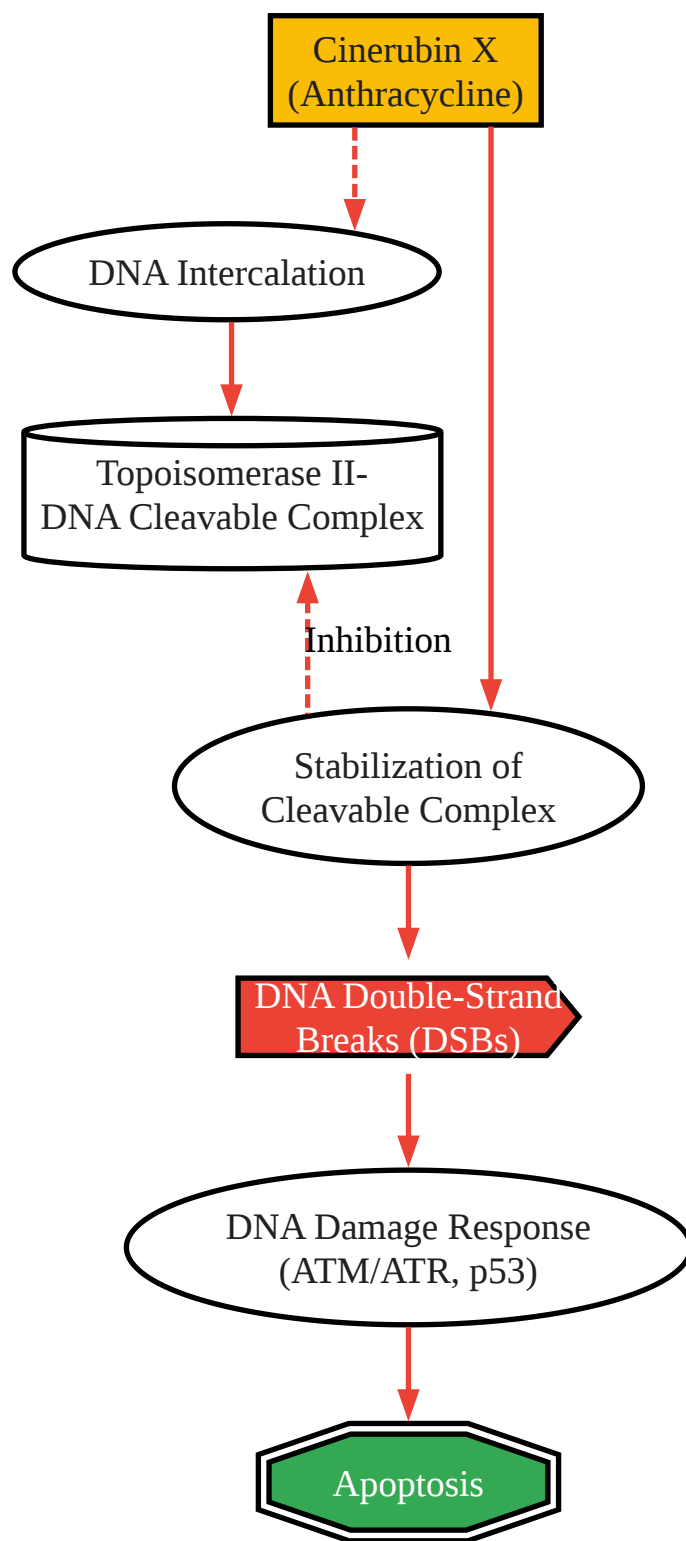 Cinerubin X
(Anthracycline)
DNA Intercalation
Topoisomerase II-
DNA Cleavable Complex
Inhibition
Stabilization of
Cleavable Complex
DNA Double-Strand
Breaks (DSBs)
DNA Damage Response
(ATM/ATR, p53)
Apoptosis